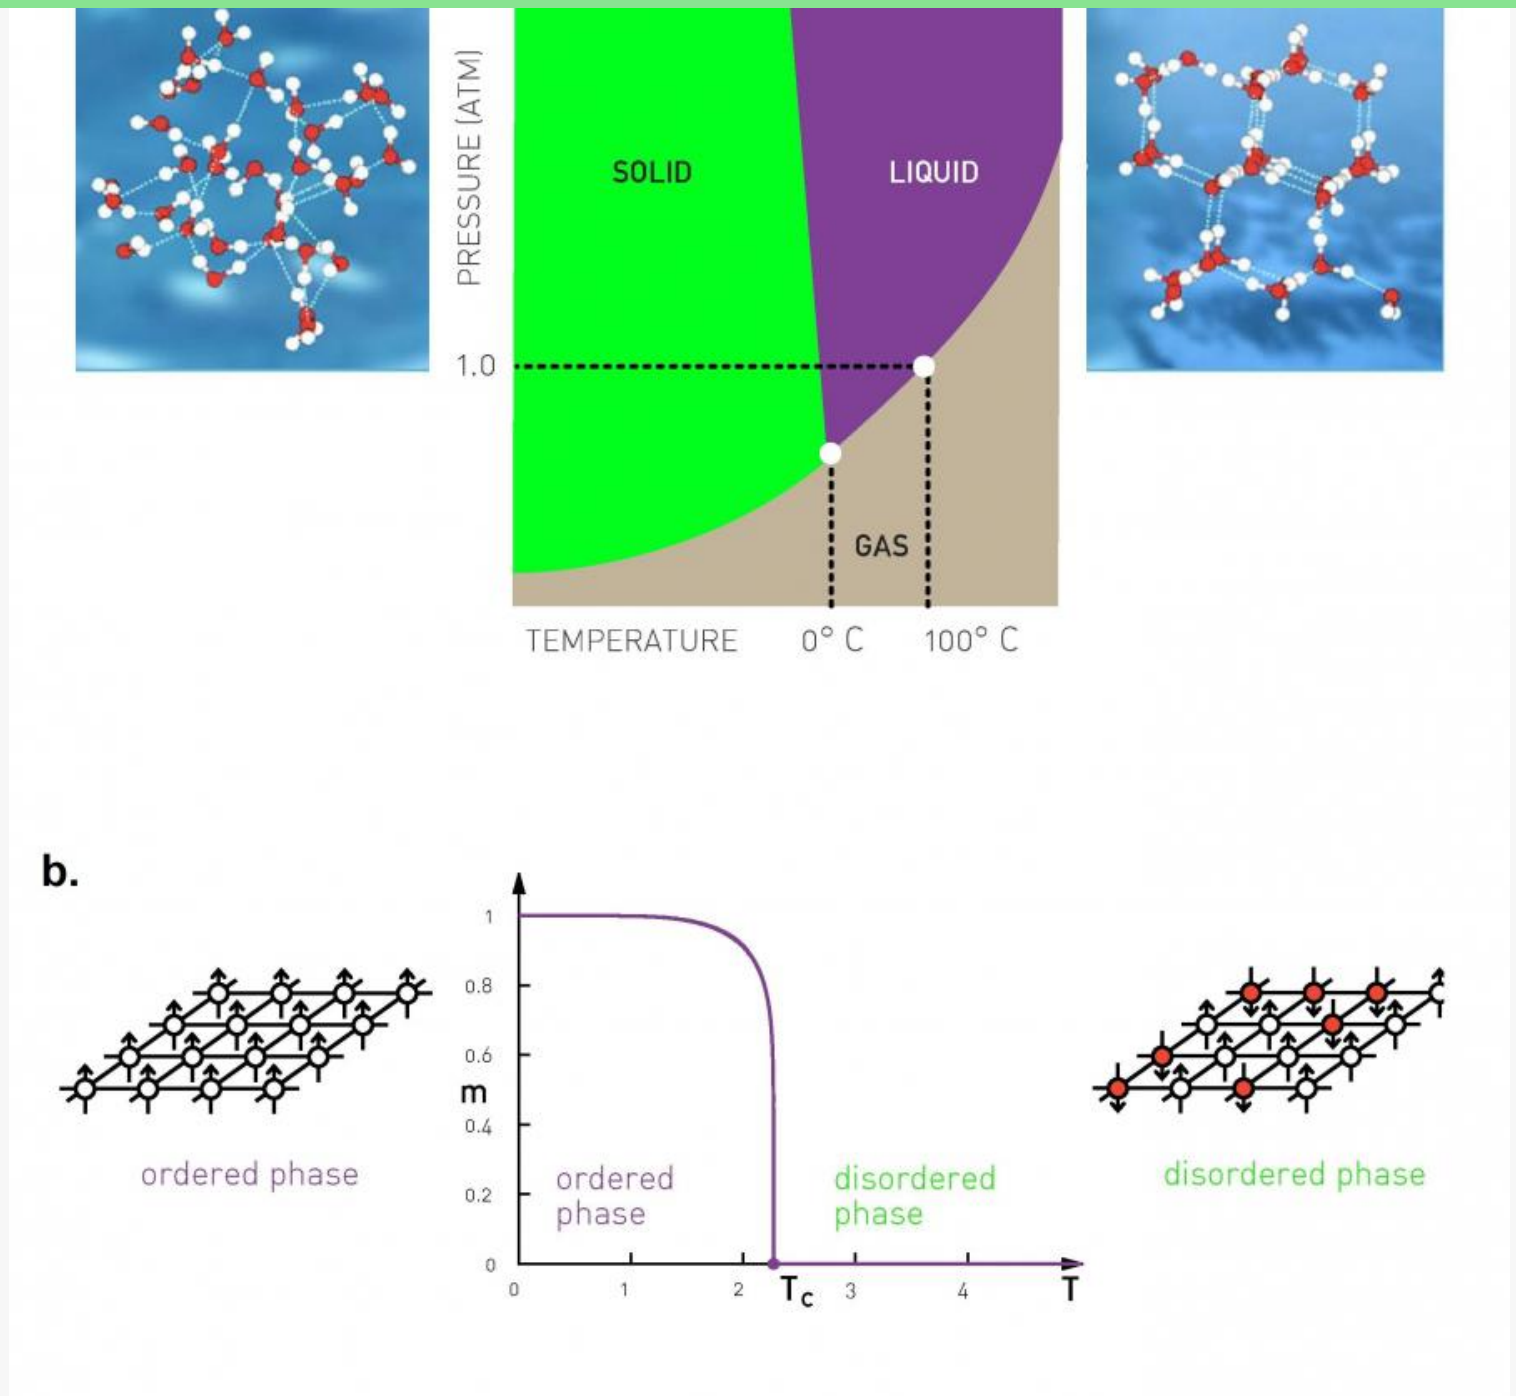 PRESSURE (ATM)
SOLID
LIQUID
1.0
GAS
TEMPERATURE
0° C
100° C
b.
1
0.8
0.6
m
0.4
0.2
0
ordered phase
ordered
phase
disordered
phase
disordered phase
0
1
2
Tc
3
4
T